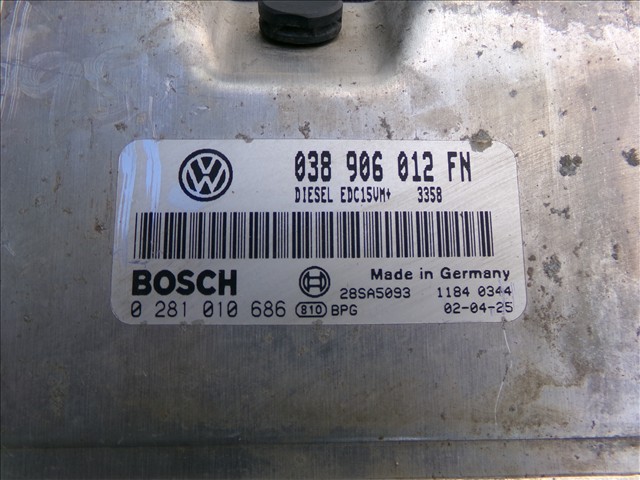 038 906 012 FN
DIESEL EDC15VM+ 3358
BOSCH
Made in Germany
28SA5093 1184 0344
0 281 010 686 810 BPG 02-04-25